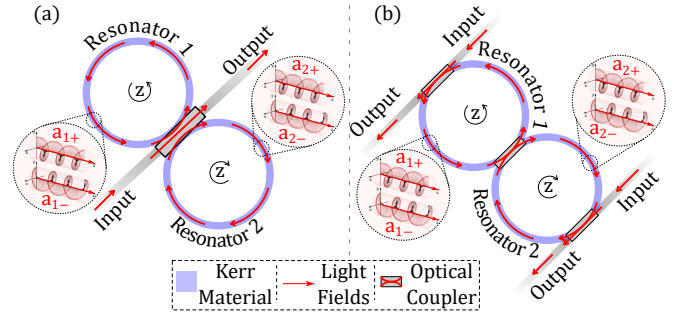 (a)
Resonator 1
Output
z
a2+
a2−
a1+
a1−
z
Input
Resonator 2
(b)
Input
Resonator 1
Output
z
a2+
a2−
a1+
a1−
z
Resonator 2
Input
Output
Kerr
Material
Light
Fields
Optical
Coupler